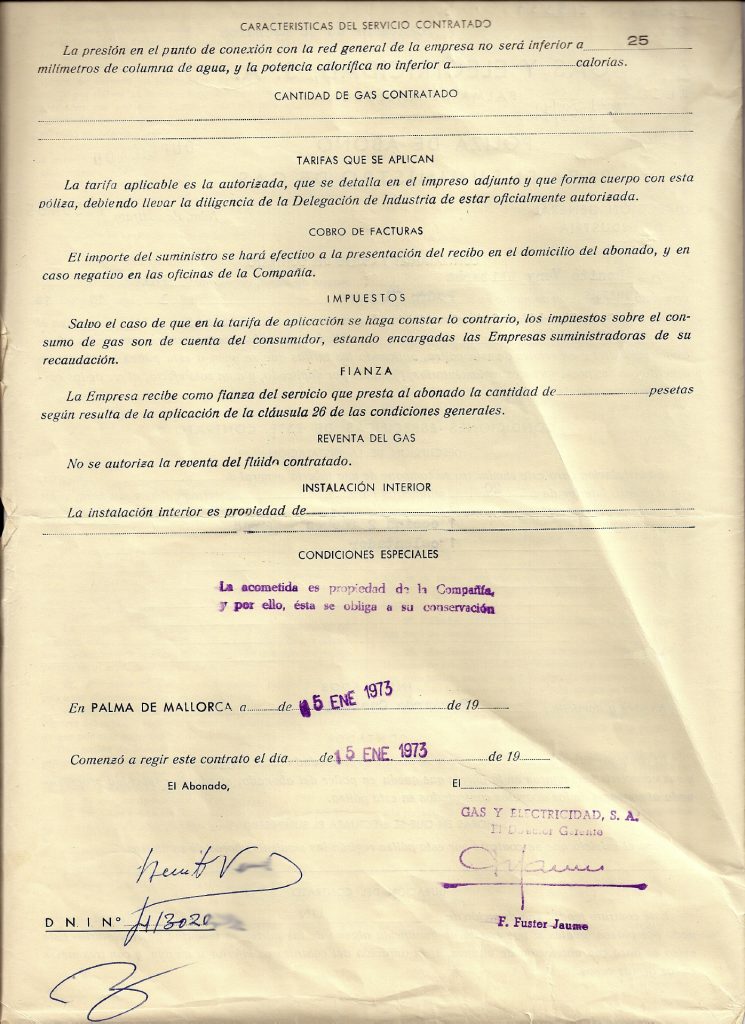 CARACTERISTICAS DEL SERVICIO CONTRATADO
La presión en el punto de conexión con la red general de la empresa no será inferior a 25
milímetros de columna de agua, y la potencia calorífica no inferior a calorías.
CANTIDAD DE GAS CONTRATADO
TARIFAS QUE SE APLICAN
La tarifa aplicable es la autorizada, que se detalla en el impreso adjunto y que forma cuerpo con esta
póliza, debiendo llevar la diligencia de la Delegación de Industria de estar oficialmente autorizada.
COBRO DE FACTURAS
El importe del suministro se hará efectivo a la presentación del recibo en el domicilio del abonado, y en
caso negativo en las oficinas de la Compañía.
IMPUESTOS
Salvo el caso de que en la tarifa de aplicación se haga constar lo contrario, los impuestos sobre el con-
sumo de gas son de cuenta del consumidor, estando encargadas las Empresas suministradoras de su
recaudación.
FIANZA
La Empresa recibe como fianza del servicio que presta al abonado la cantidad de pesetas
según resulta de la aplicación de la cláusula 26 de las condiciones generales.
REVENTA DEL GAS
No se autoriza la reventa del flúido contratado.
INSTALACIÓN INTERIOR
La instalación interior es propiedad de
CONDICIONES ESPECIALES
La acometida es propiedad de la Compañía,
y por ello, ésta se obliga a su conservación
En PALMA DE MALLORCA a de 15 ENE 1973 de 19
Comenzó a regir este contrato el día de 15 ENE. 1973 de 19
El Abonado, El
GAS Y ELECTRICIDAD, S. A.
El Director Gerente
D N I Nº
F. Fuster Jaume